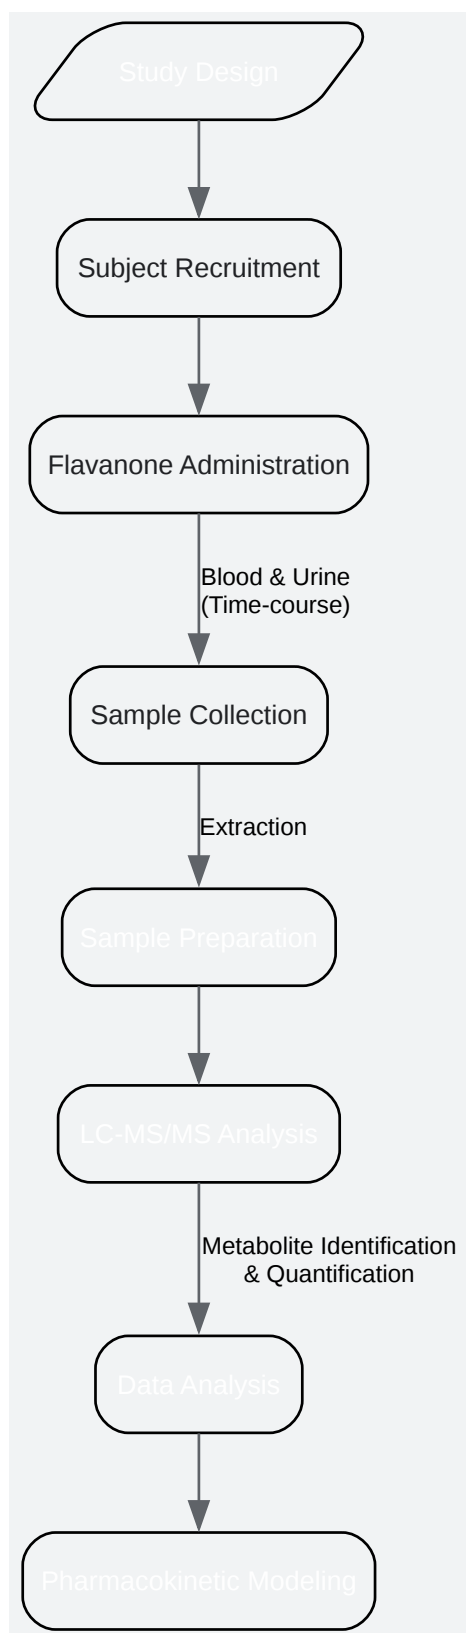 Study Design
Subject Recruitment
Flavanone Administration
Blood & Urine
(Time-course)
Sample Collection
Extraction
Sample Preparation
LC-MS/MS Analysis
Metabolite Identification
& Quantification
Data Analysis
Pharmacokinetic Modeling